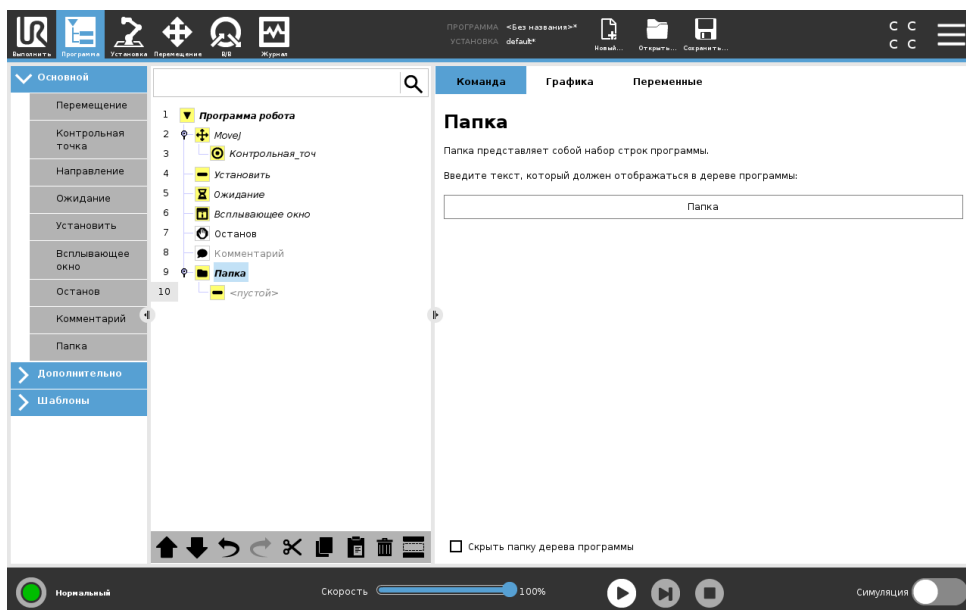 UR
Выполнить
Программа
Установка
Перемещение
В/В
Журнал
ПРОГРАММА <Без названия>*
УСТАНОВКА default*
Новый...
Открыть...
Сохранить...
C C
C C
Основной
Перемещение
Контрольная
точка
Направление
Ожидание
Установить
Всплывающее
окно
Останов
Комментарий
Папка
Дополнительно
Шаблоны
1 Программа робота
2 MoveJ
3 Контрольная_точ
4 Установить
5 Ожидание
6 Всплывающее окно
7 Останов
8 Комментарий
9 Папка
10 <пустой>
Команда
Графика
Переменные
Папка
Папка представляет собой набор строк программы.
Введите текст, который должен отображаться в дереве программы:
Папка
Скрыть папку дерева программы
Нормальный
Скорость
100%
Симуляция